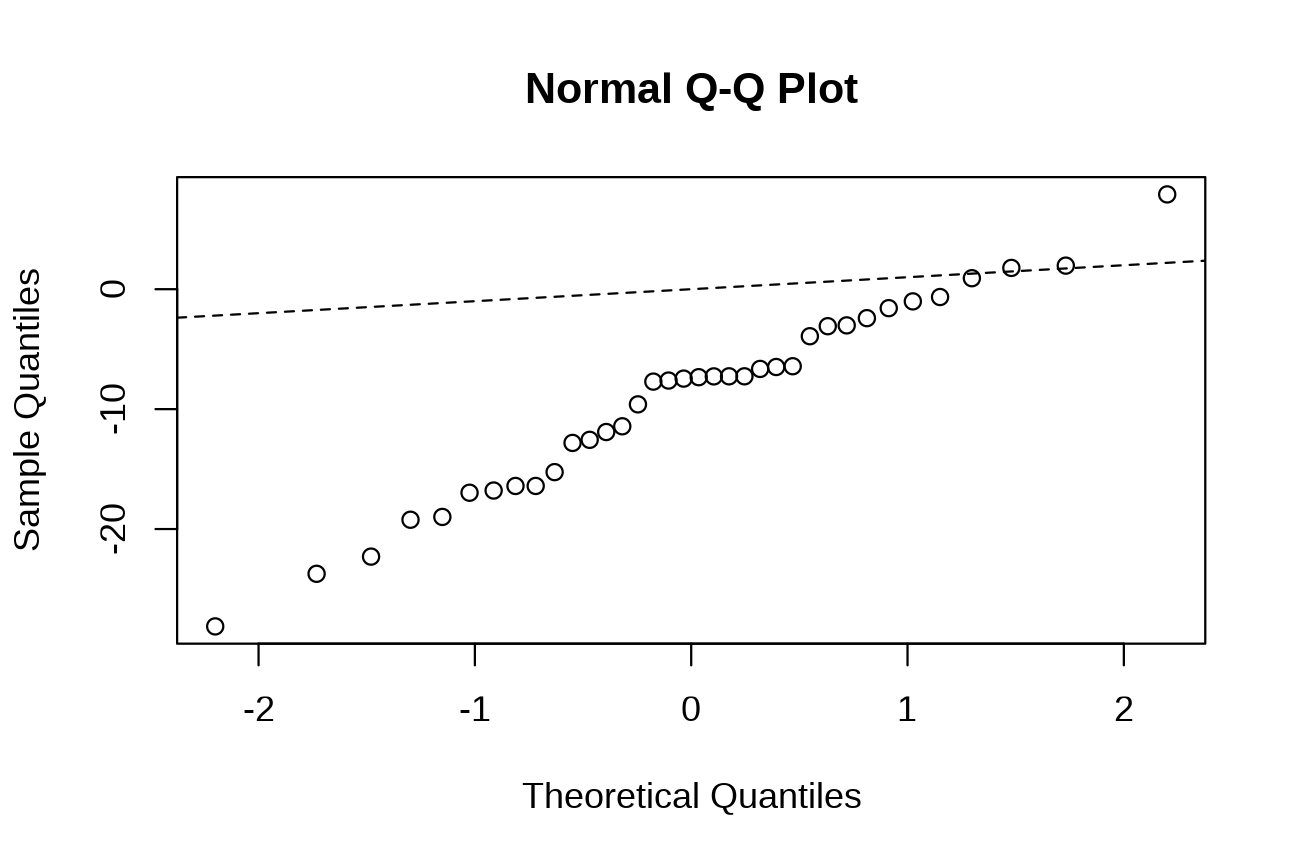 Normal Q-Q Plot
Sample Quantiles
0
-10
-20
-2 -1 0 1 2
Theoretical Quantiles